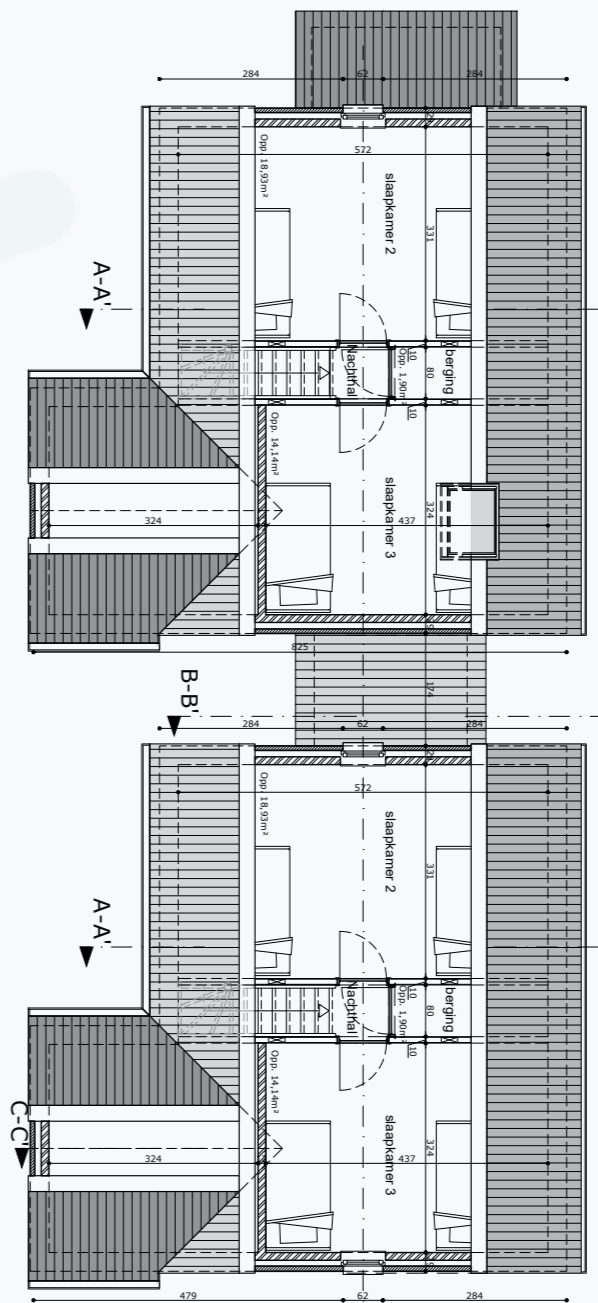 284
62
284
29
572
Opp. 18,93m²
slaapkamer 2
331
A-A'
10
80
10
Nachthal
Opp. 1,90m²
berging
Opp. 14,14m²
slaapkamer 3
324
324
437
825
174
B-B'
284
62
284
572
Opp. 18,93m²
slaapkamer 2
331
A-A'
10
80
10
Nachthal
Opp. 1,90m²
berging
Opp. 14,14m²
slaapkamer 3
324
C-C'
324
437
479
62
284